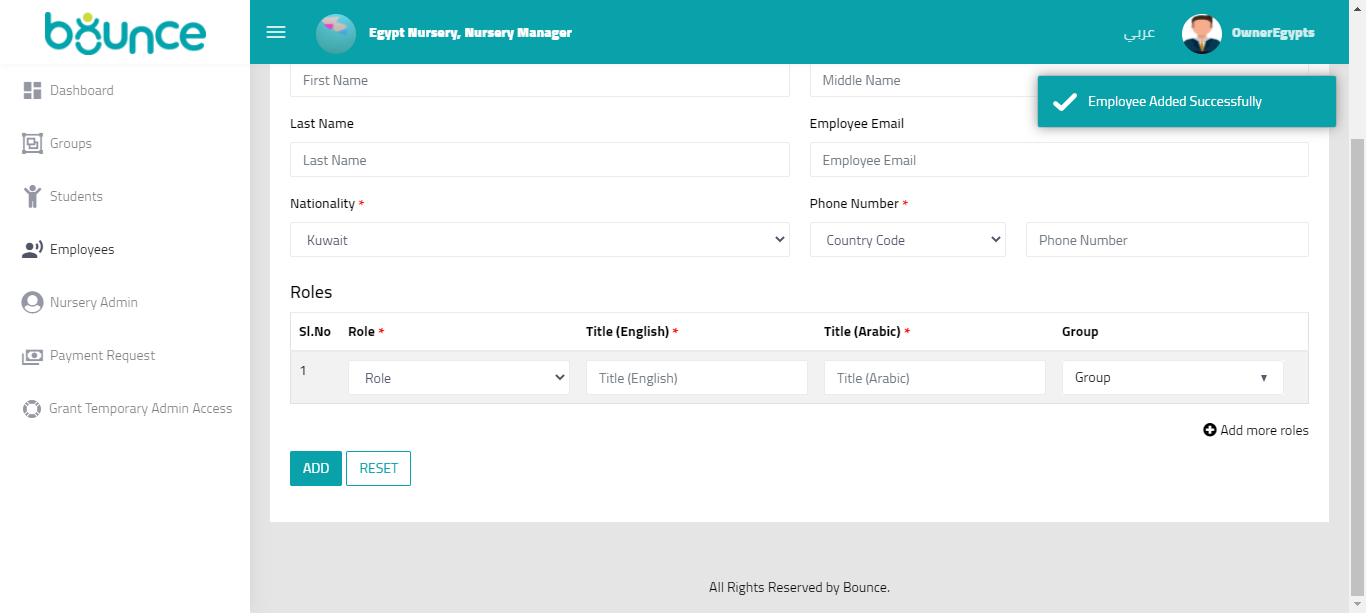 bounce
Egypt Nursery, Nursery Manager
عربي
OwnerEgypts
Dashboard
Groups
Students
Employees
Nursery Admin
Payment Request
Grant Temporary Admin Access
Employee Added Successfully
First Name
Middle Name
Last Name
Employee Email
Last Name
Employee Email
Nationality *
Phone Number *
Kuwait
Country Code
Phone Number
Roles
Sl.No Role * Title (English) * Title (Arabic) * Group
1 Role Title (English) Title (Arabic) Group
Add more roles
ADD
RESET
All Rights Reserved by Bounce.